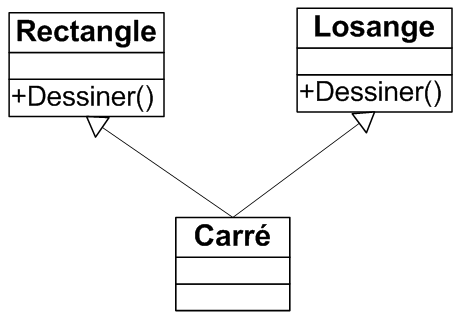 Rectangle
+Dessiner()
Losange
+Dessiner()
Carré